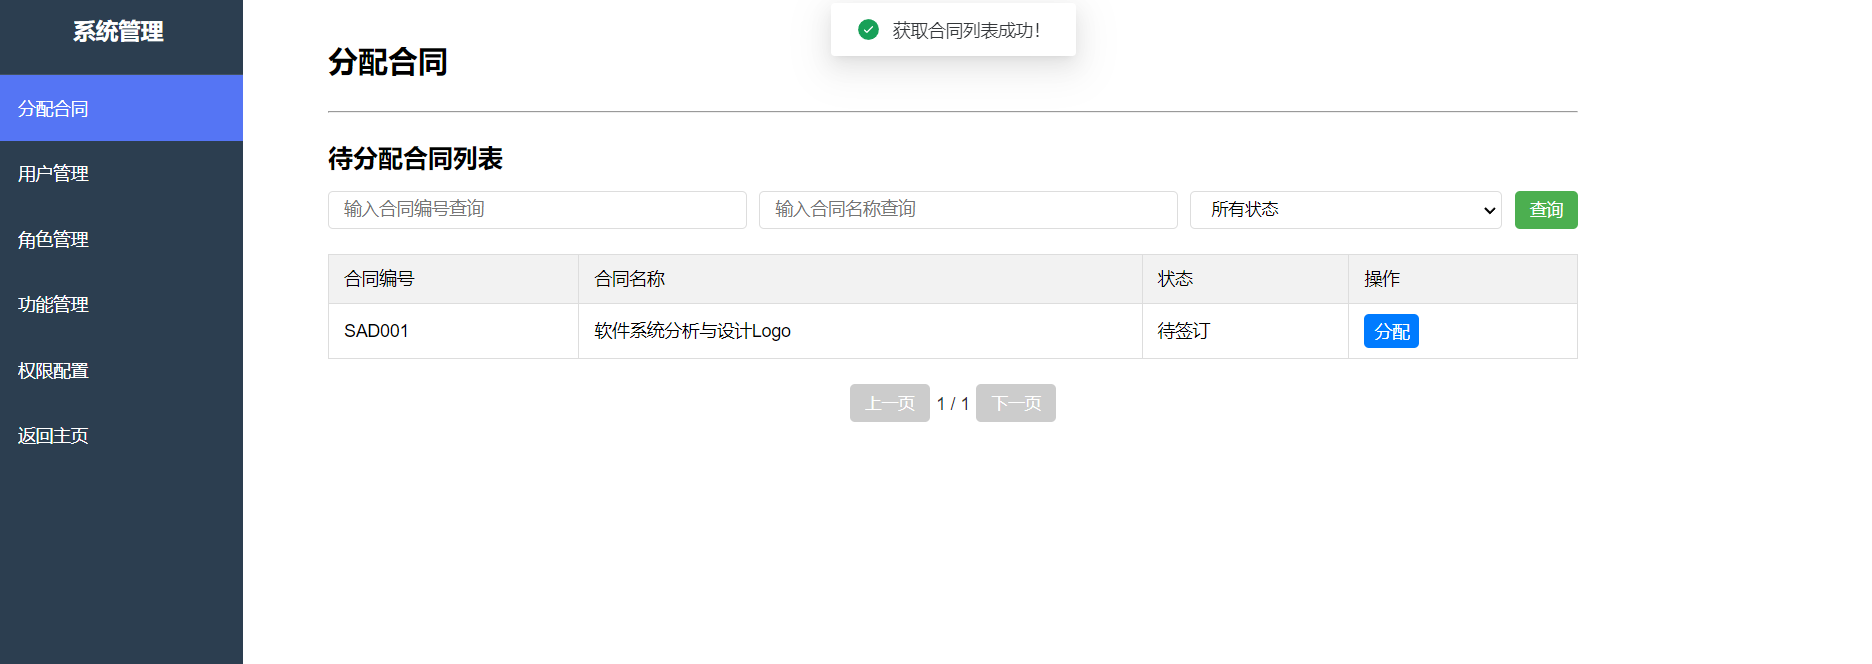 系统管理
分配合同
用户管理
角色管理
功能管理
权限配置
返回主页
获取合同列表成功！
分配合同
待分配合同列表
输入合同编号查询 输入合同名称查询 所有状态 查询
合同编号 合同名称 状态 操作
SAD001 软件系统分析与设计Logo 待签订 分配
上一页 1 / 1 下一页